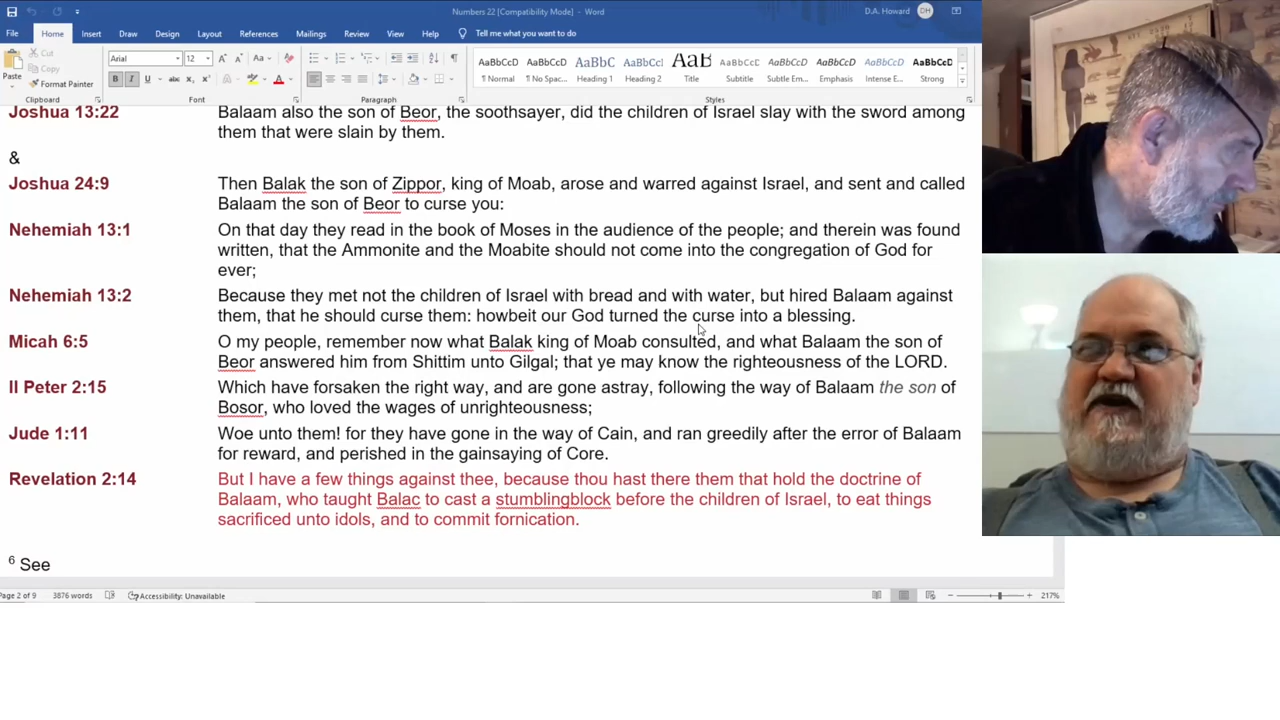 Numbers 22 [Compatibility Mode] - Word
D.A. Howard
DH
File
Home
Insert
Draw
Design
Layout
References
Mailings
Review
View
Help
Tell me what you want to do
Paste
Cut
Copy
Format Painter
Clipboard
Arial
12
Font
Paragraph
AaBbCcDc ¶ Normal
AaBbCcDc ¶ No Spac...
AaBbC Heading 1
AaBbCcl Heading 2
AaB Title
AaBbCcDc Subtitle
AaBbCcDc Subtle Em...
AaBbCcDc Emphasis
AaBbCcDc Intense E...
AaBbCcDc Strong
Styles
Joshua 13:22 Balaam also the son of Beor, the soothsayer, did the children of Israel slay with the sword among
them that were slain by them.
&
Joshua 24:9 Then Balak the son of Zippor, king of Moab, arose and warred against Israel, and sent and called
Balaam the son of Beor to curse you:
Nehemiah 13:1 On that day they read in the book of Moses in the audience of the people; and therein was found
written, that the Ammonite and the Moabite should not come into the congregation of God for
ever;
Nehemiah 13:2 Because they met not the children of Israel with bread and with water, but hired Balaam against
them, that he should curse them: howbeit our God turned the curse into a blessing.
Micah 6:5 O my people, remember now what Balak king of Moab consulted, and what Balaam the son of
Beor answered him from Shittim unto Gilgal; that ye may know the righteousness of the LORD.
II Peter 2:15 Which have forsaken the right way, and are gone astray, following the way of Balaam the son of
Bosor, who loved the wages of unrighteousness;
Jude 1:11 Woe unto them! for they have gone in the way of Cain, and ran greedily after the error of Balaam
for reward, and perished in the gainsaying of Core.
Revelation 2:14 But I have a few things against thee, because thou hast there them that hold the doctrine of
Balaam, who taught Balac to cast a stumblingblock before the children of Israel, to eat things
sacrificed unto idols, and to commit fornication.
6 See
Page 2 of 9
3876 words
Accessibility: Unavailable
217%